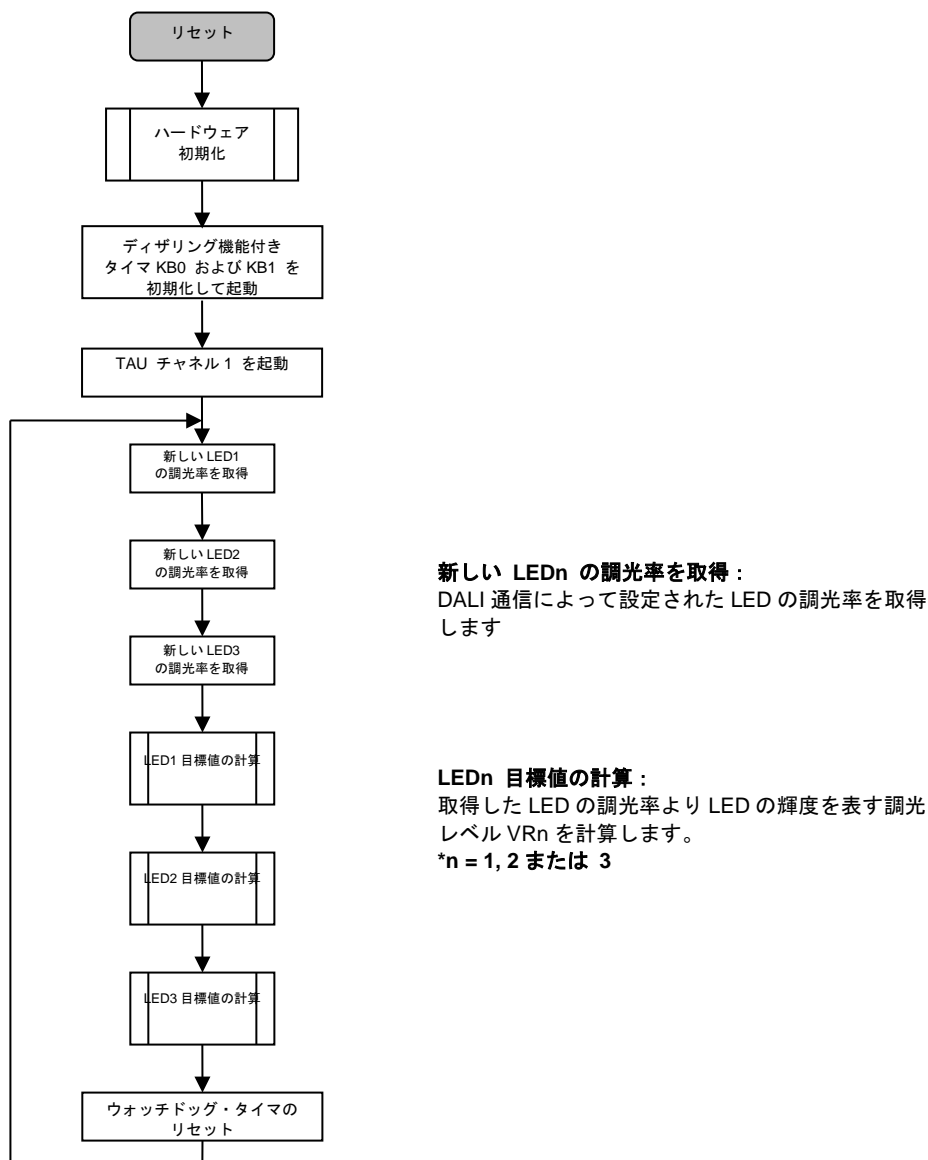 リセット
ハードウェア
初期化
ディザリング機能付き
タイマ KB0 および KB1 を
初期化して起動
TAU チャネル 1 を起動
新しい LED1
の調光率を取得
新しい LED2
の調光率を取得
新しい LED3
の調光率を取得
新しい LEDn の調光率を取得：
DALI 通信によって設定された LED の調光率を取得
します
LED1 目標値の計算
LED2 目標値の計算
LED3 目標値の計算
LEDn 目標値の計算：
取得した LED の調光率より LED の輝度を表す調光
レベル VRn を計算します。
*n = 1, 2 または 3
ウォッチドッグ・タイマの
リセット